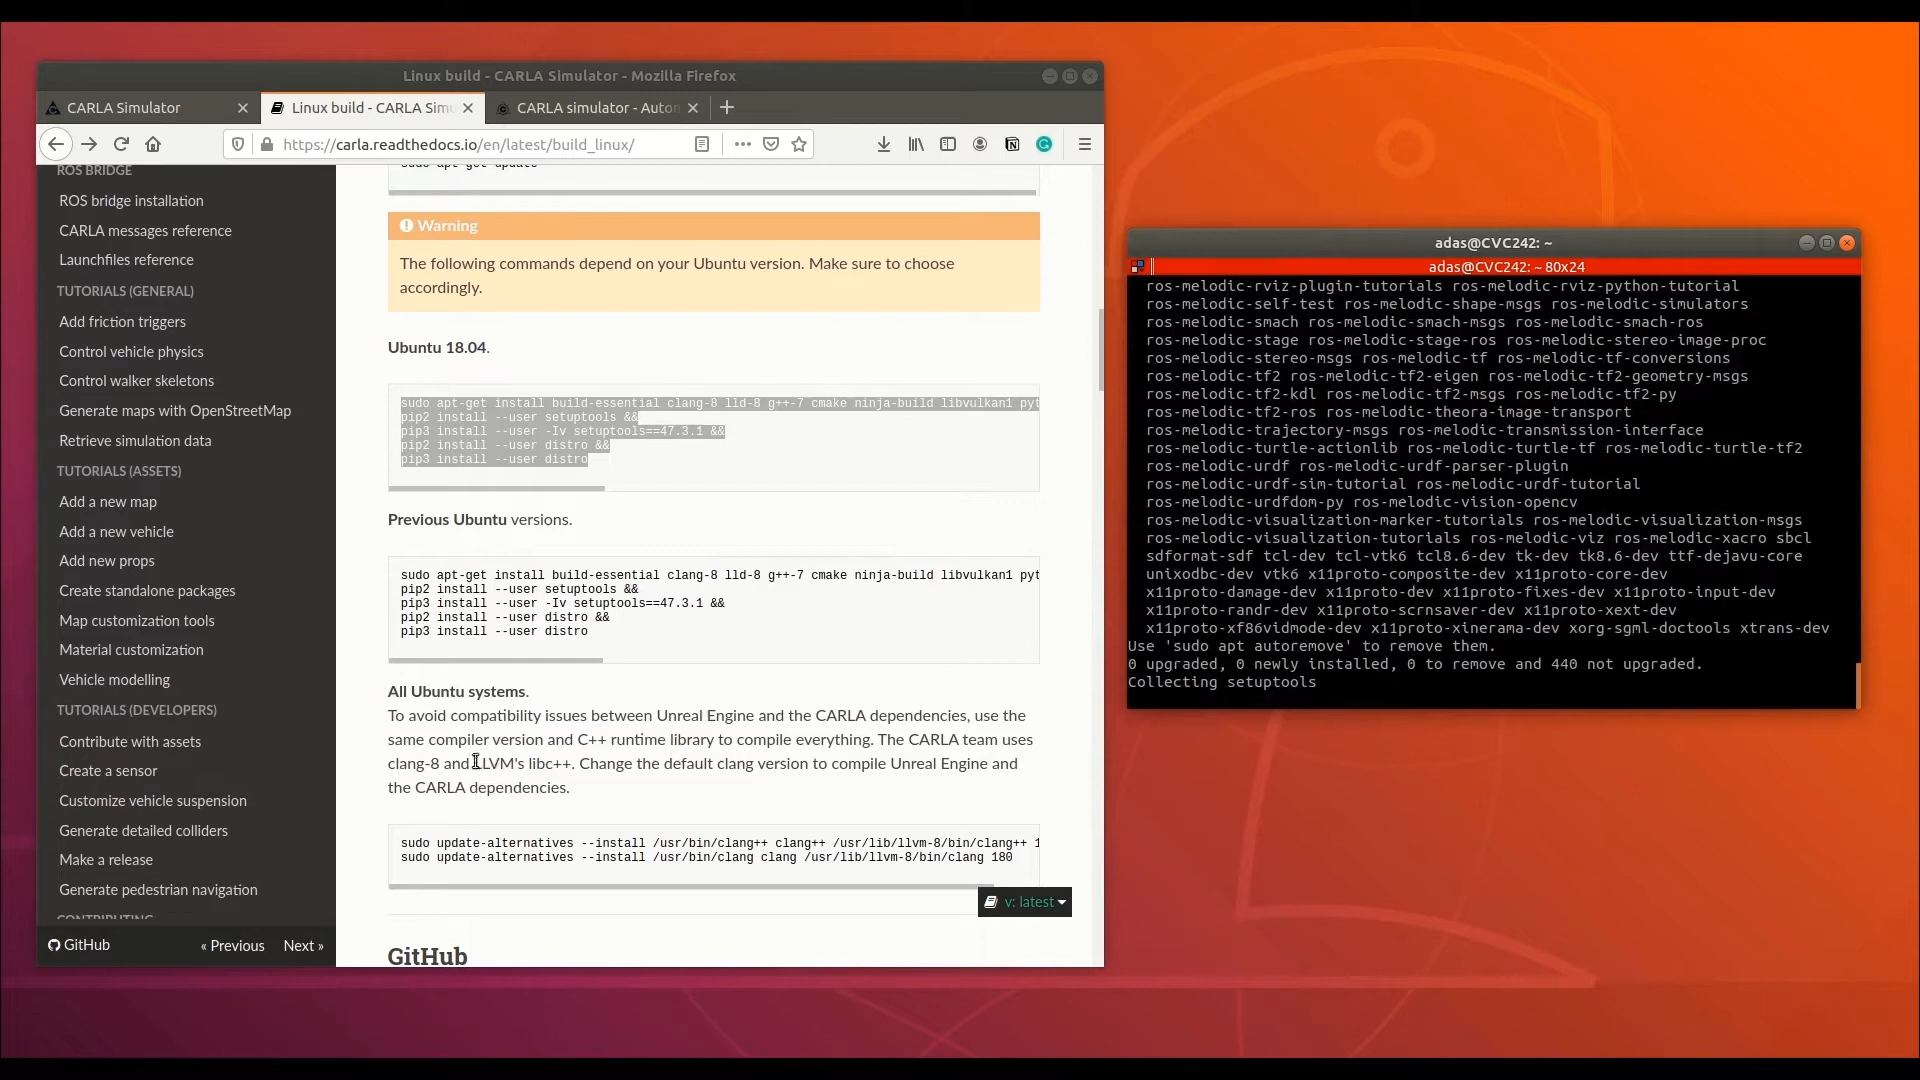 Linux build - CARLA Simulator - Mozilla Firefox
CARLA Simulator
Linux build - CARLA Simu
CARLA simulator - Auton
https://carla.readthedocs.io/en/latest/build_linux/
ROS BRIDGE
ROS bridge installation
CARLA messages reference
Launchfiles reference
TUTORIALS (GENERAL)
Add friction triggers
Control vehicle physics
Control walker skeletons
Generate maps with OpenStreetMap
Retrieve simulation data
TUTORIALS (ASSETS)
Add a new map
Add a new vehicle
Add new props
Create standalone packages
Map customization tools
Material customization
Vehicle modelling
TUTORIALS (DEVELOPERS)
Contribute with assets
Create a sensor
Customize vehicle suspension
Generate detailed colliders
Make a release
Generate pedestrian navigation
CONTRIBUTING
GitHub
« Previous
Next »
sudo apt-get update
Warning
The following commands depend on your Ubuntu version. Make sure to choose
accordingly.
Ubuntu 18.04.
sudo apt-get install build-essential clang-8 lld-8 g++-7 cmake ninja-build libvulkan1 pyt
pip2 install --user setuptools &&
pip3 install --user -Iv setuptools==47.3.1 &&
pip2 install --user distro &&
pip3 install --user distro
Previous Ubuntu versions.
sudo apt-get install build-essential clang-8 lld-8 g++-7 cmake ninja-build libvulkan1 pyt
pip2 install --user setuptools &&
pip3 install --user -Iv setuptools==47.3.1 &&
pip2 install --user distro &&
pip3 install --user distro
All Ubuntu systems.
To avoid compatibility issues between Unreal Engine and the CARLA dependencies, use the
same compiler version and C++ runtime library to compile everything. The CARLA team uses
clang-8 and LLVM's libc++. Change the default clang version to compile Unreal Engine and
the CARLA dependencies.
sudo update-alternatives --install /usr/bin/clang++ clang++ /usr/lib/llvm-8/bin/clang++ 1
sudo update-alternatives --install /usr/bin/clang clang /usr/lib/llvm-8/bin/clang 180
v: latest
GitHub
adas@CVC242: ~
adas@CVC242: ~ 80x24
ros-melodic-rviz-plugin-tutorials ros-melodic-rviz-python-tutorial
ros-melodic-self-test ros-melodic-shape-msgs ros-melodic-simulators
ros-melodic-smach ros-melodic-smach-msgs ros-melodic-smach-ros
ros-melodic-stage ros-melodic-stage-ros ros-melodic-stereo-image-proc
ros-melodic-stereo-msgs ros-melodic-tf ros-melodic-tf-conversions
ros-melodic-tf2 ros-melodic-tf2-eigen ros-melodic-tf2-geometry-msgs
ros-melodic-tf2-kdl ros-melodic-tf2-msgs ros-melodic-tf2-py
ros-melodic-tf2-ros ros-melodic-theora-image-transport
ros-melodic-trajectory-msgs ros-melodic-transmission-interface
ros-melodic-turtle-actionlib ros-melodic-turtle-tf ros-melodic-turtle-tf2
ros-melodic-urdf ros-melodic-urdf-parser-plugin
ros-melodic-urdf-sim-tutorial ros-melodic-urdf-tutorial
ros-melodic-urdfdom-py ros-melodic-vision-opencv
ros-melodic-visualization-marker-tutorials ros-melodic-visualization-msgs
ros-melodic-visualization-tutorials ros-melodic-viz ros-melodic-xacro sbcl
sdformat-sdf tcl-dev tcl-vtk6 tcl8.6-dev tk-dev tk8.6-dev ttf-dejavu-core
unixodbc-dev vtk6 x11proto-composite-dev x11proto-core-dev
x11proto-damage-dev x11proto-dev x11proto-fixes-dev x11proto-input-dev
x11proto-randr-dev x11proto-scrnsaver-dev x11proto-xext-dev
x11proto-xf86vidmode-dev x11proto-xinerama-dev xorg-sgml-doctools xtrans-dev
Use 'sudo apt autoremove' to remove them.
0 upgraded, 0 newly installed, 0 to remove and 440 not upgraded.
Collecting setuptools